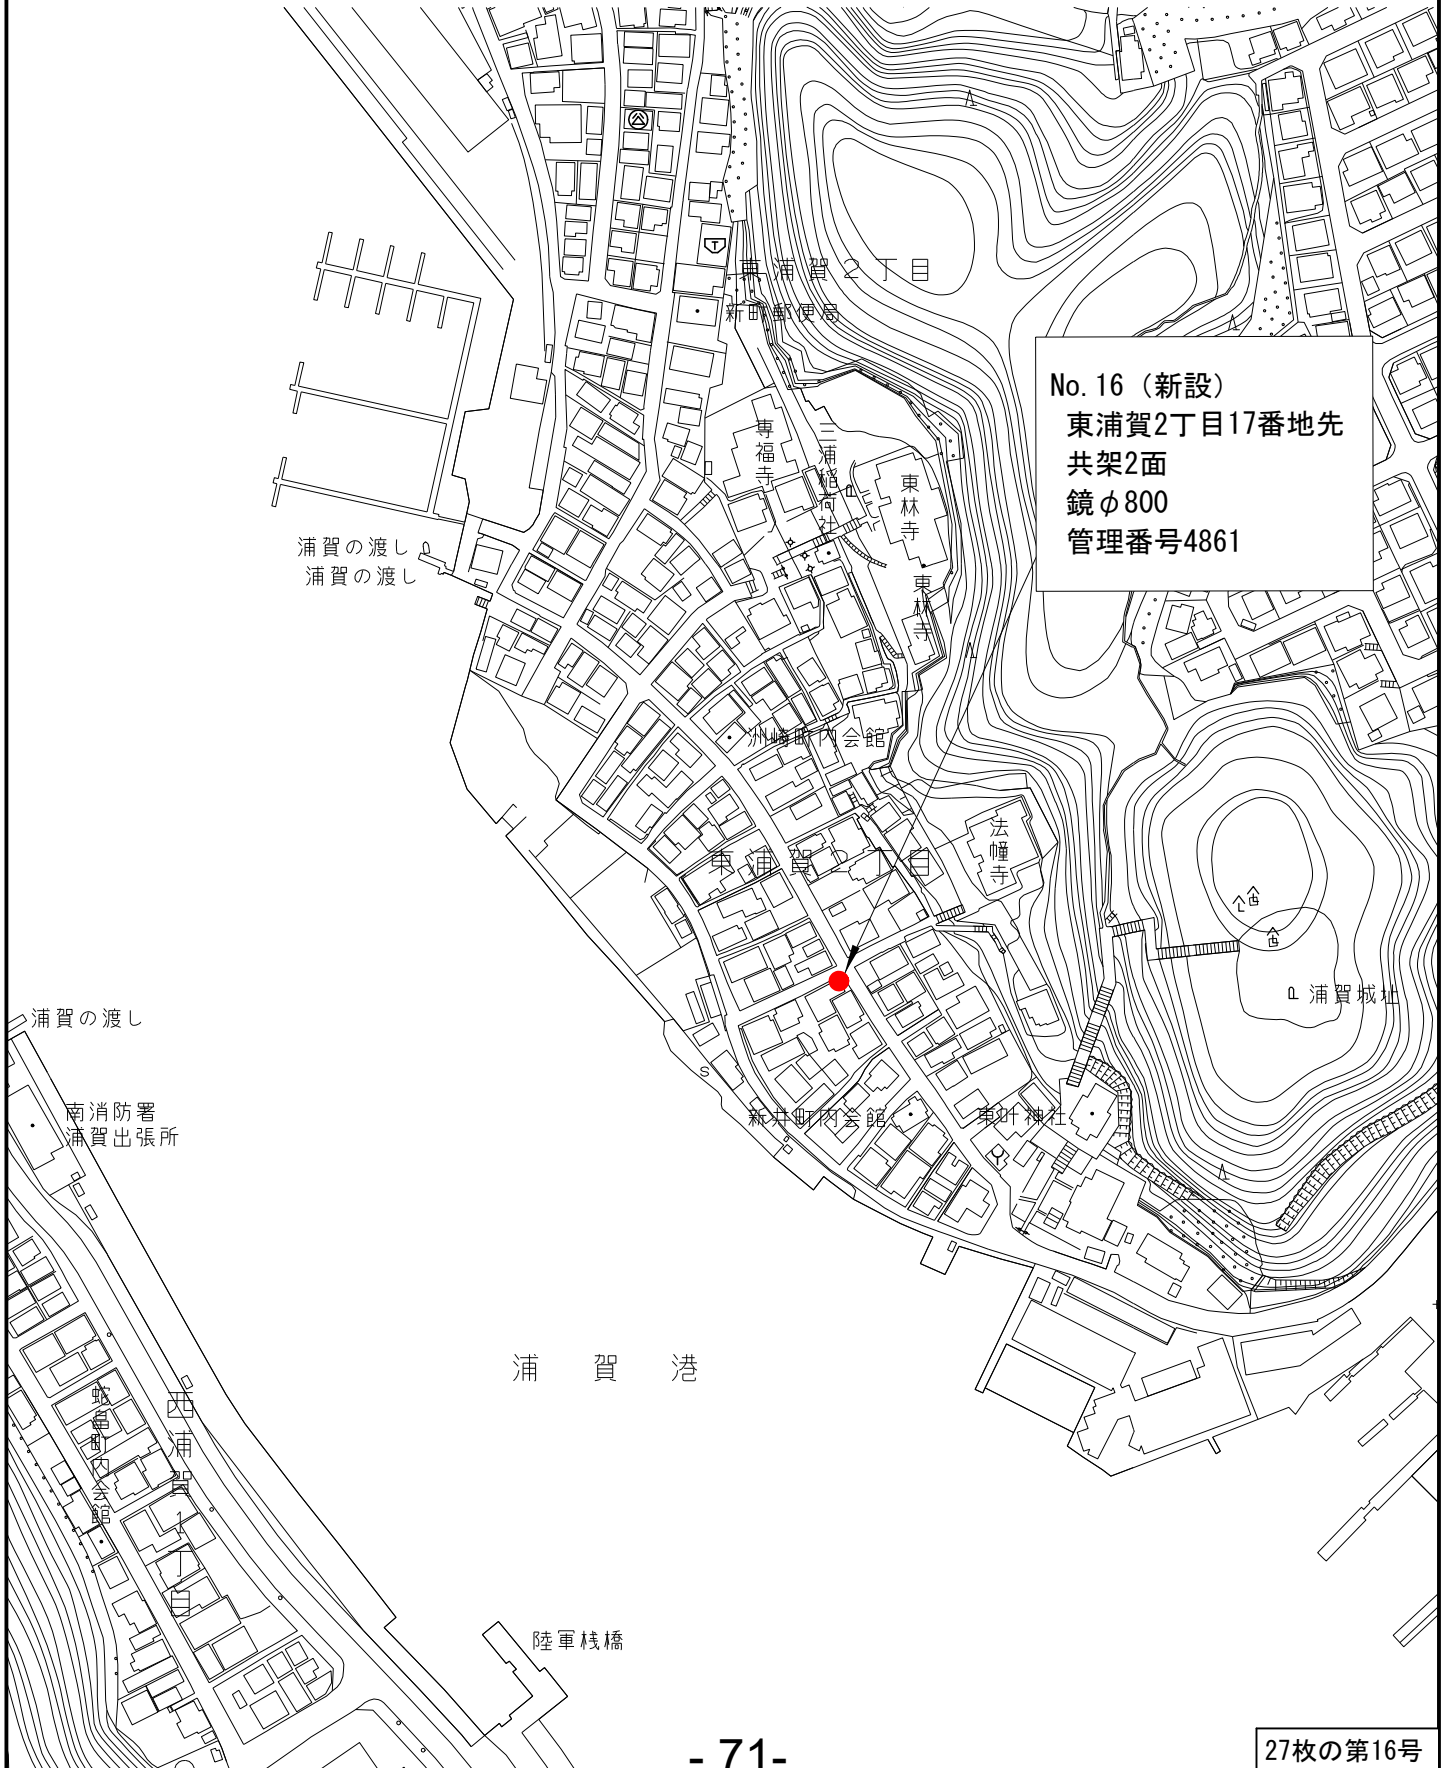 東浦賀２丁目
新町郵便局
No.16（新設）
東浦賀2丁目17番地先
共架2面
鏡φ800
管理番号4861
専福寺
三浦稲荷社
東林寺
東林寺
浦賀の渡し
浦賀の渡し
洲崎町内会館
東浦賀２丁目
法幢寺
浦賀城址
浦賀の渡し
南消防署
浦賀出張所
新井町内会館
東叶神社
浦賀港
蛇畠町内会館
西浦賀１丁目
陸軍桟橋
- 71-
27枚の第16号